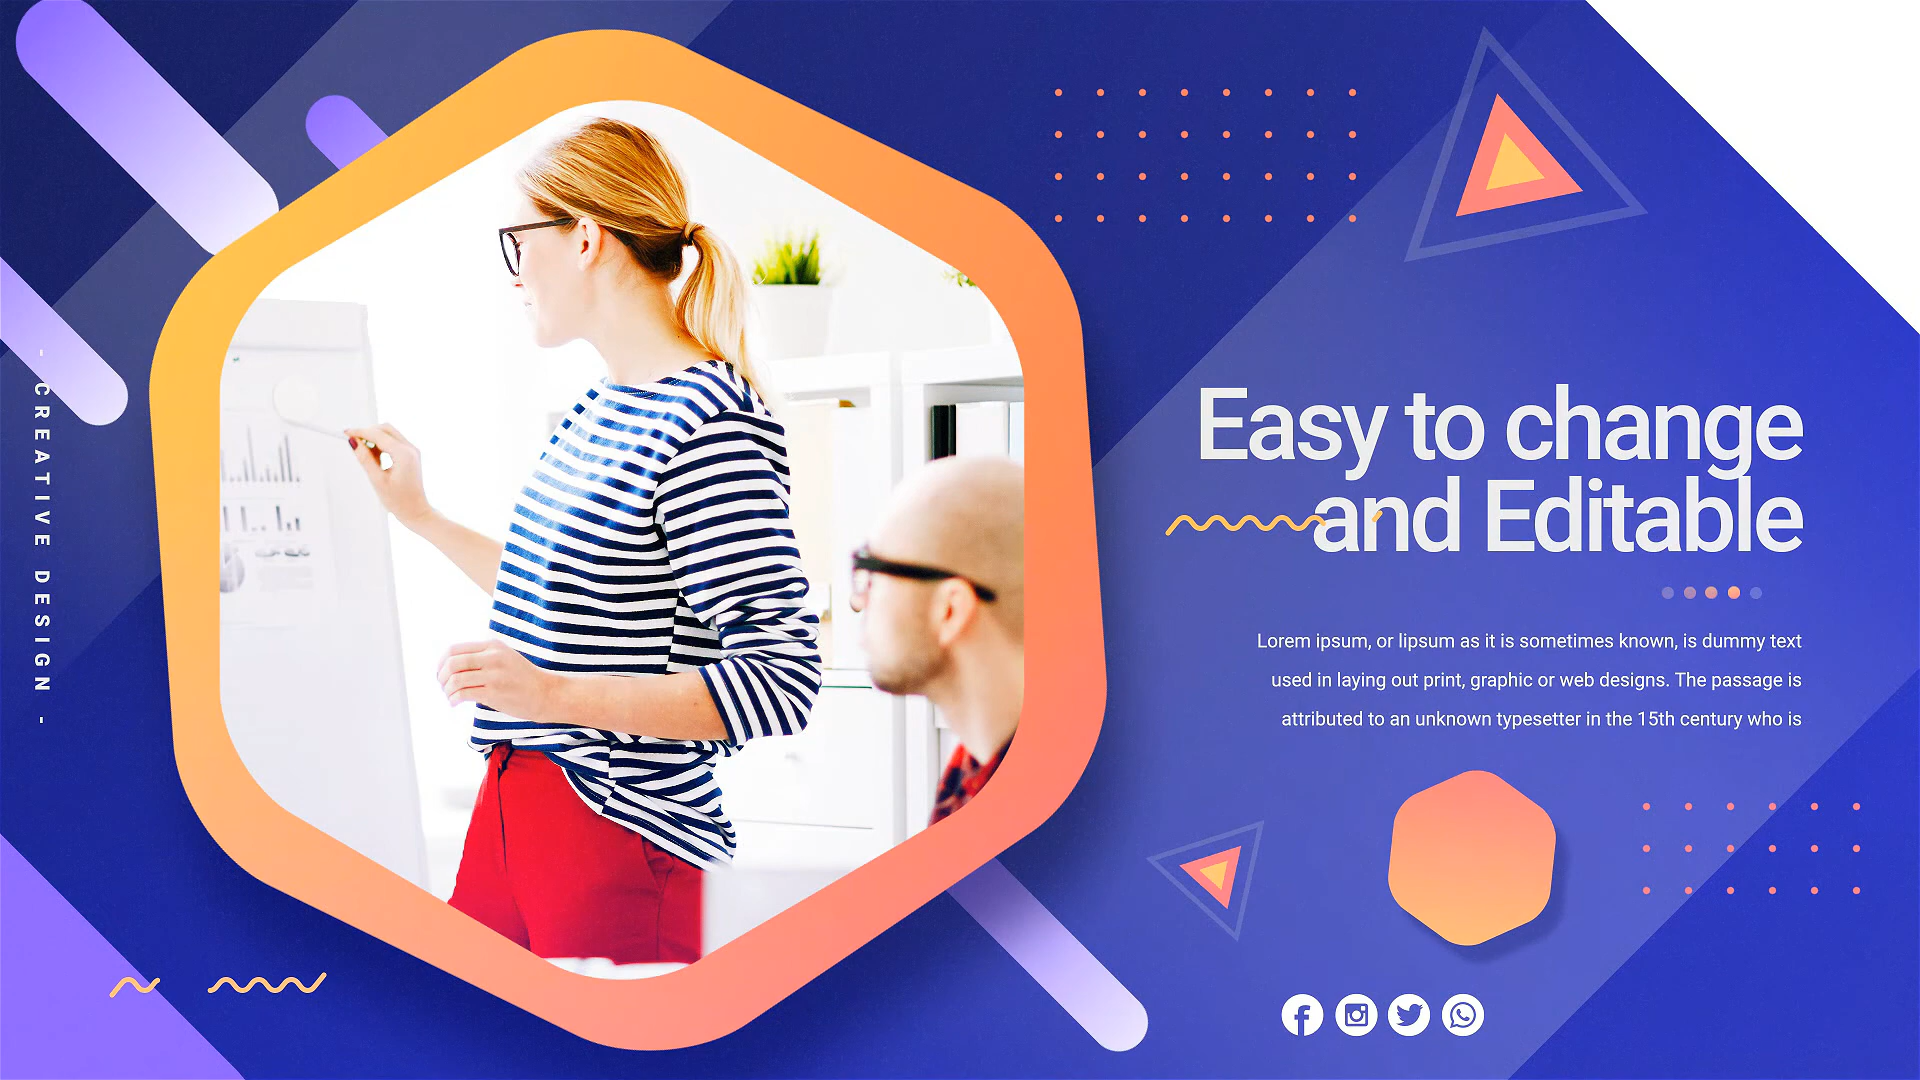 - CREATIVE DESIGN -
Easy to change
and Editable
Lorem ipsum, or lipsum as it is sometimes known, is dummy text
used in laying out print, graphic or web designs. The passage is
attributed to an unknown typesetter in the 15th century who is